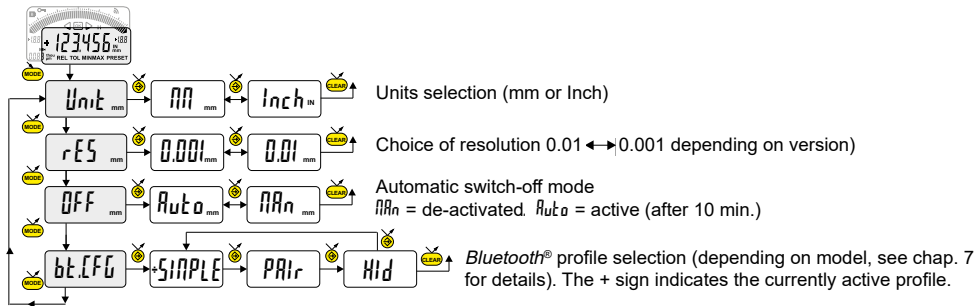 + 123.456 IN mm
REL TOL MINMAX PRESET
MODE
Unit mm
mm mm
Inch IN
CLEAR
Units selection (mm or Inch)
MODE
rES mm
0.001 mm
0.01 mm
CLEAR
Choice of resolution 0.01 ↔ 0.001 depending on version)
MODE
OFF mm
Auto mm
MAn mm
CLEAR
Automatic switch-off mode
MAn = de-activated. Auto = active (after 10 min.)
MODE
MODE
bt.CFG
+SIMPLE
PAIr
HId
CLEAR
Bluetooth® profile selection (depending on model, see chap. 7
for details). The + sign indicates the currently active profile.